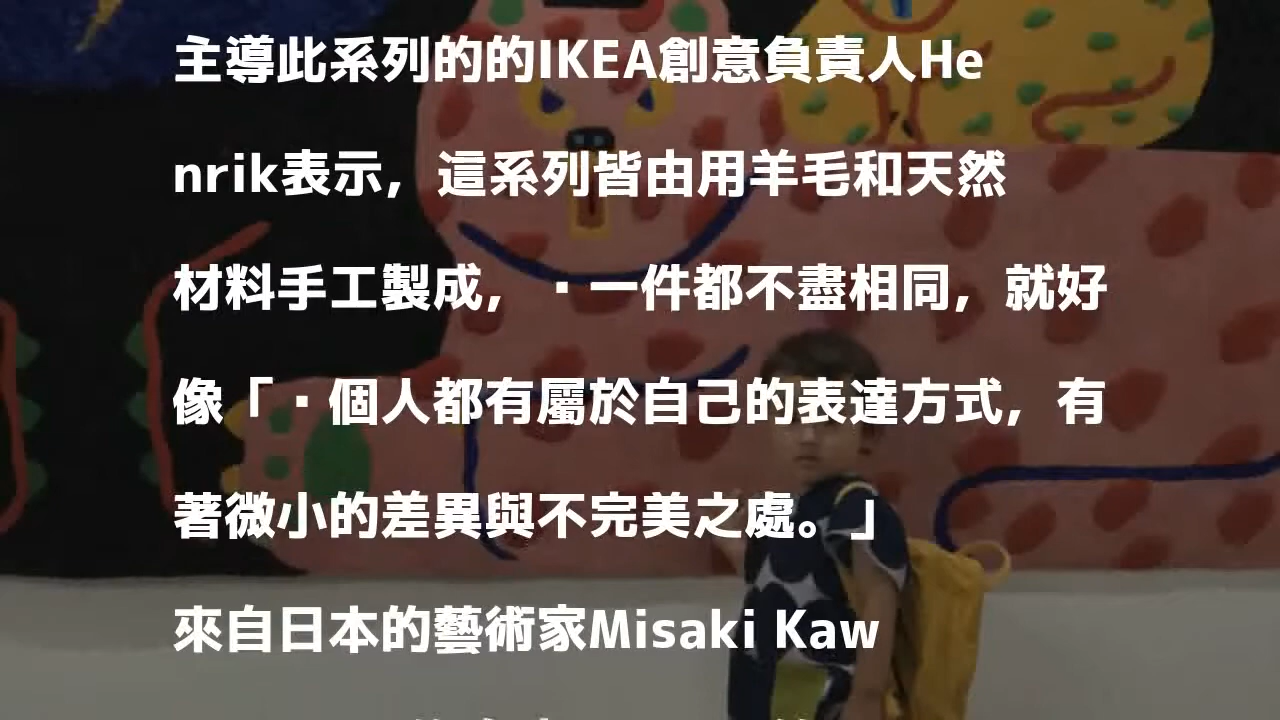 主導此系列的的IKEA創意負責人He
nrik表示，這系列皆由用羊毛和天然
材料手工製成，·一件都不盡相同，就好
像「·個人都有屬於自己的表達方式，有
著微小的差異與不完美之處。」
來自日本的藝術家Misaki Kaw